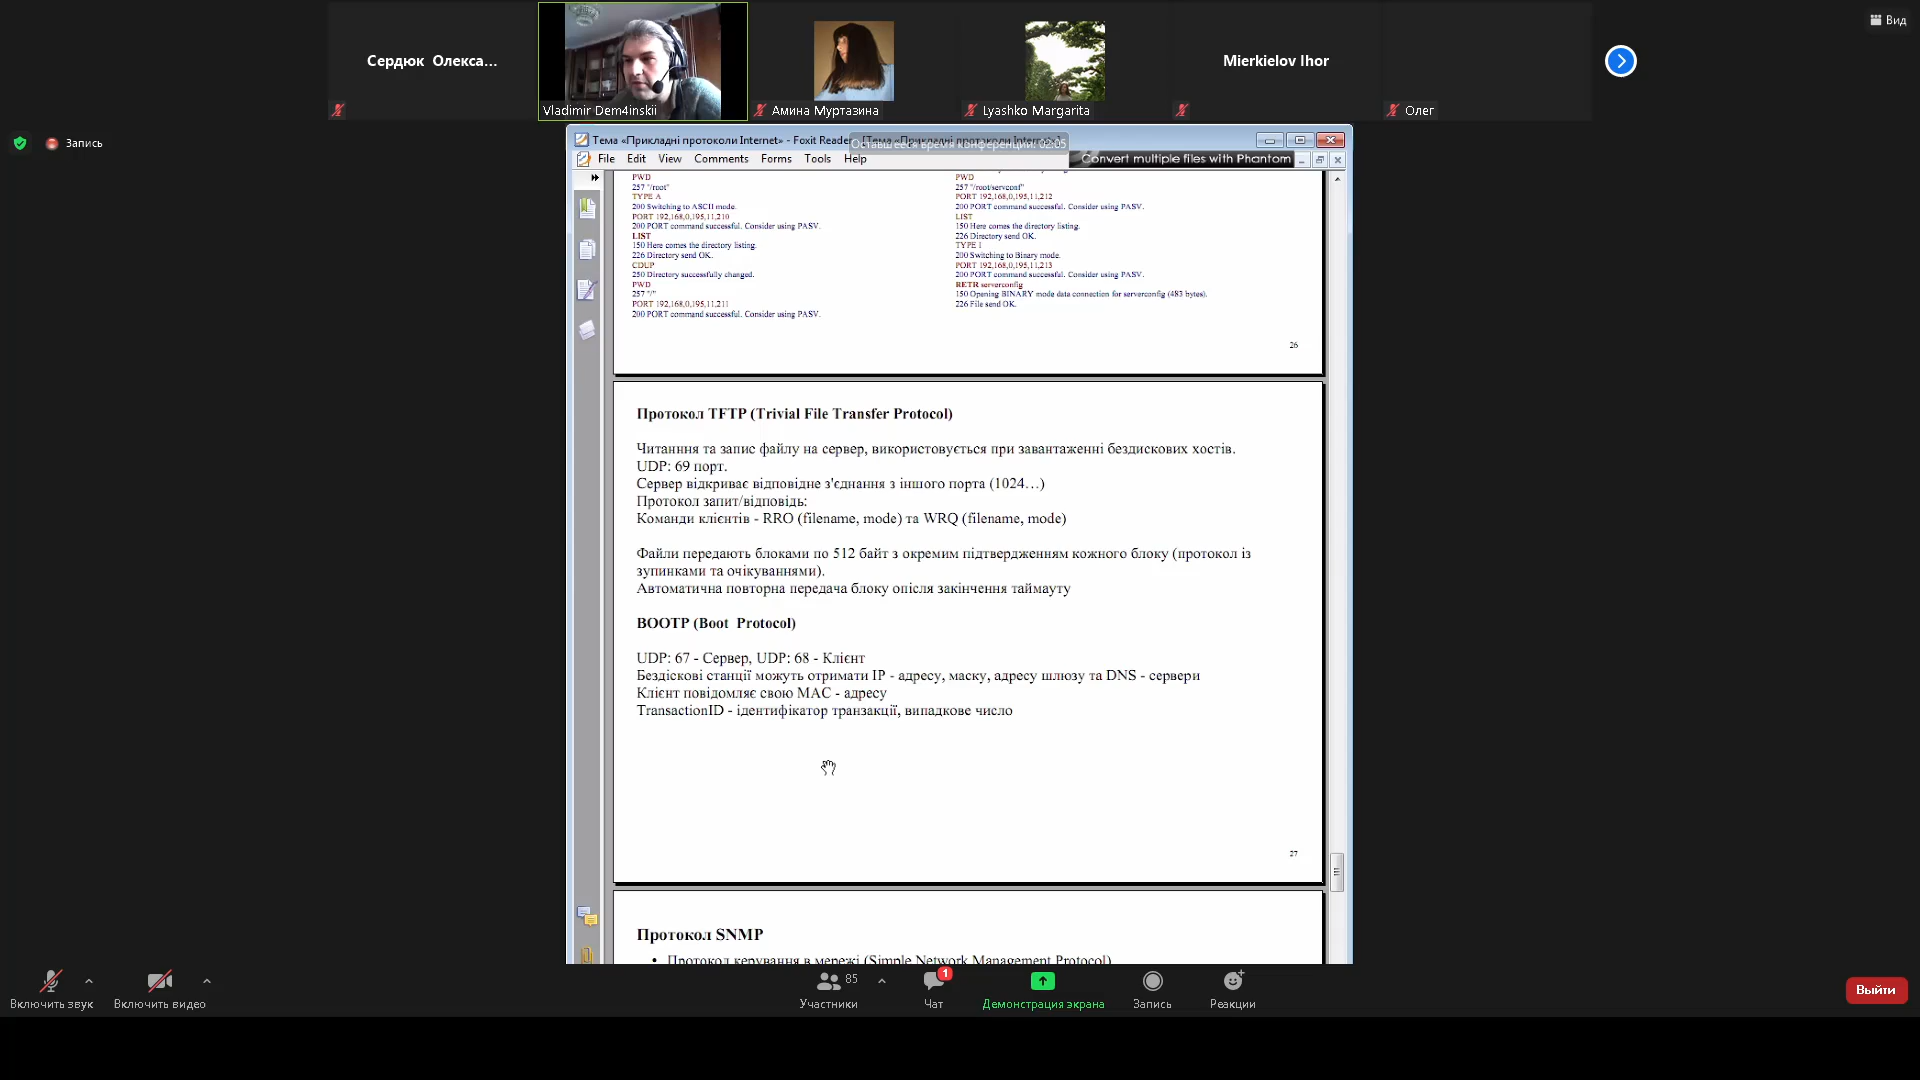 Сердюк Олекса...
Vladimir Dem4inskii
Амина Муртазина
Lyashko Margarita
Mierkielov Ihor
Олег
Вид
Запись
Тема «Прикладні протоколи Internet» - Foxit Reader - [Тема «Прикладні протоколи Internet»]
Оставшееся время конференции: 02:05
File Edit View Comments Forms Tools Help
Convert multiple files with Phantom
PWD
257 "/root"
TYPE A
200 Switching to ASCII mode.
PORT 192,168,0,195,11,210
200 PORT command successful. Consider using PASV.
LIST
150 Here comes the directory listing.
226 Directory send OK.
CDUP
250 Directory successfully changed.
PWD
257 "/"
PORT 192,168,0,195,11,211
200 PORT command successful. Consider using PASV.
PWD
257 "/root/servconf"
PORT 192,168,0,195,11,212
200 PORT command successful. Consider using PASV.
LIST
150 Here comes the directory listing.
226 Directory send OK.
TYPE I
200 Switching to Binary mode.
PORT 192,168,0,195,11,213
200 PORT command successful. Consider using PASV.
RETR serverconfig
150 Opening BINARY mode data connection for serverconfig (483 bytes).
226 File send OK.
26
Протокол TFTP (Trivial File Transfer Protocol)
Читанння та запис файлу на сервер, використовується при завантаженні бездискових хостів.
UDP: 69 порт.
Сервер відкриває відповідне з'єднання з іншого порта (1024…)
Протокол запит/відповідь:
Команди клієнтів - RRO (filename, mode) та WRQ (filename, mode)
Файли передають блоками по 512 байт з окремим підтвердженням кожного блоку (протокол із
зупинками та очікуваннями).
Автоматична повторна передача блоку опісля закінчення таймауту
BOOTP (Boot Protocol)
UDP: 67 - Сервер, UDP: 68 - Клієнт
Бездіскові станції можуть отримати IP - адресу, маску, адресу шлюзу та DNS - сервери
Клієнт повідомляє свою MAC - адресу
TransactionID - ідентифікатор транзакції, випадкове число
27
Протокол SNMP
• Протокол керування в мережі (Simple Network Management Protocol)
Включить звук
Включить видео
85
Участники
1
Чат
Демонстрация экрана
Запись
Реакции
Выйти